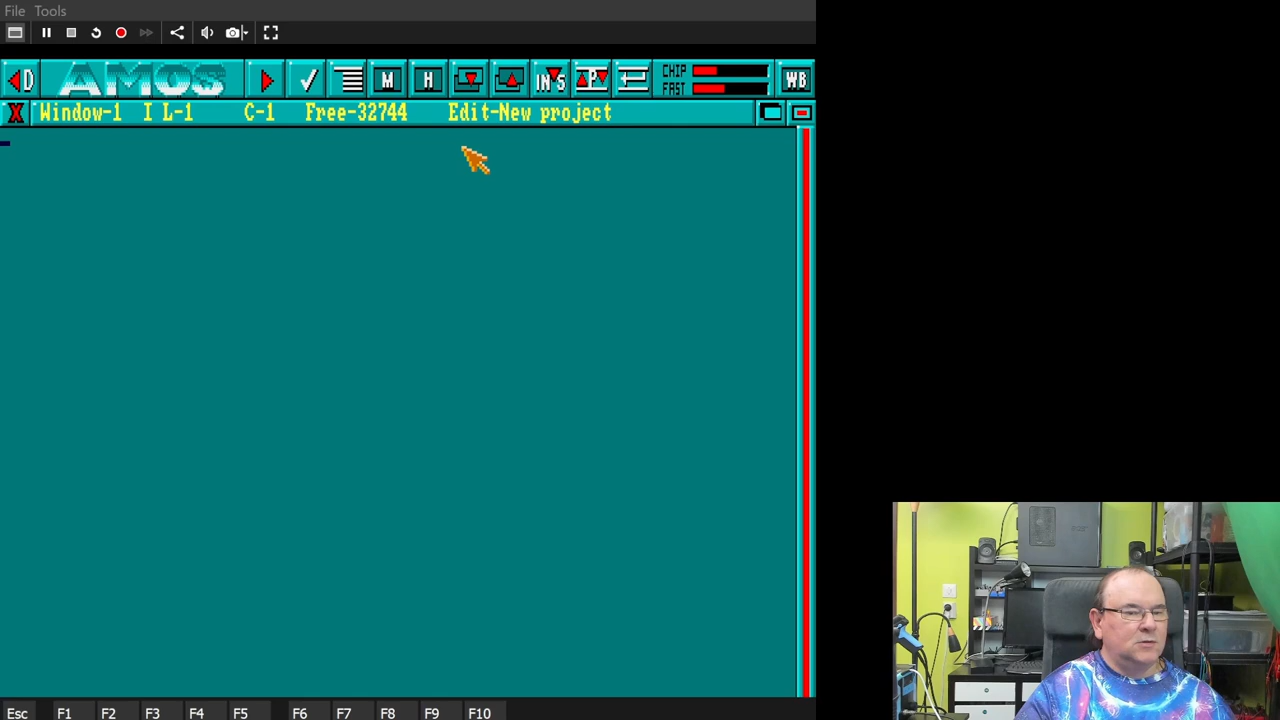 File Tools
D AMOS M H INS P CHIP FAST WB
X Window-1 I L-1 C-1 Free-32744 Edit-New project
Esc F1 F2 F3 F4 F5 F6 F7 F8 F9 F10